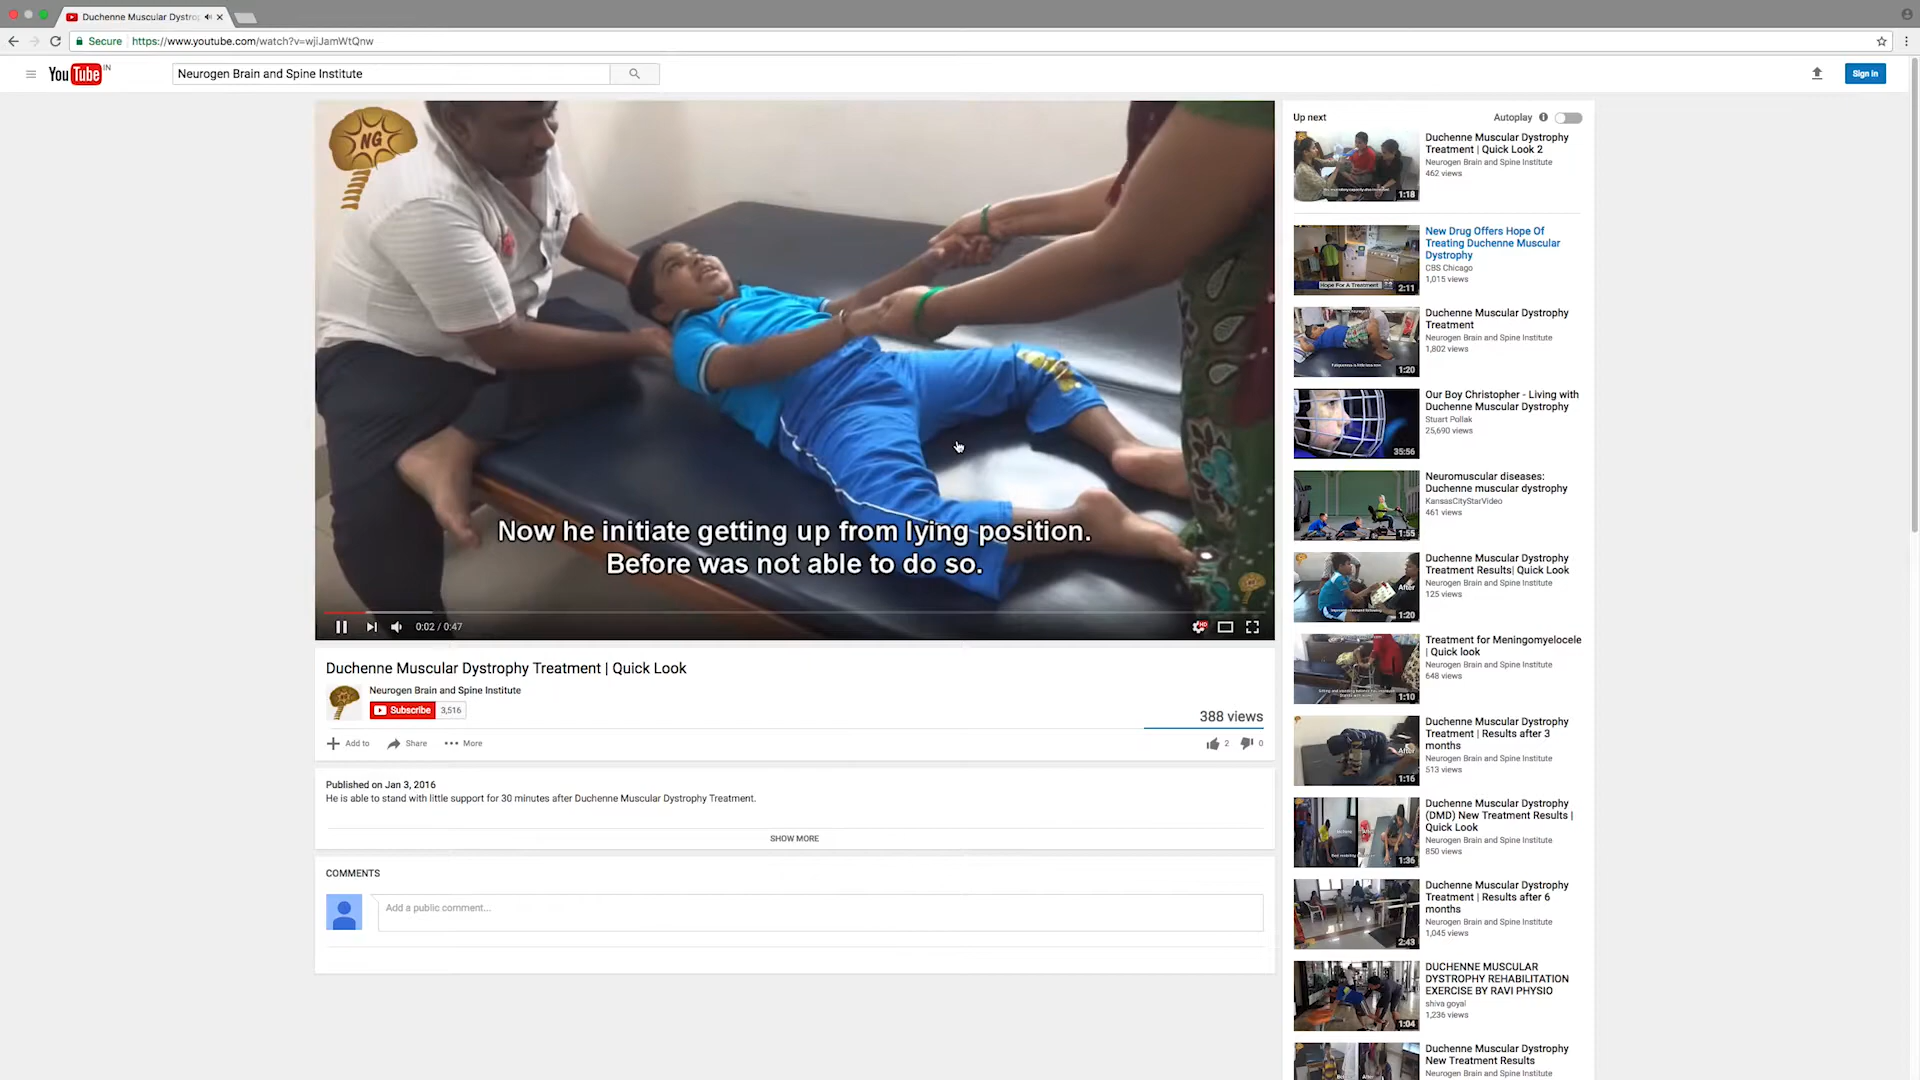 Duchenne Muscular Dystrop
Secure
https://www.youtube.com/watch?v=wjiJamWtQnw
YouTube IN
Neurogen Brain and Spine Institute
Sign in
NG
Now he initiate getting up from lying position.
Before was not able to do so.
0:02 / 0:47
HD
Duchenne Muscular Dystrophy Treatment | Quick Look
Neurogen Brain and Spine Institute
Subscribe 3,516
388 views
Add to Share More
2 0
Published on Jan 3, 2016
He is able to stand with little support for 30 minutes after Duchenne Muscular Dystrophy Treatment.
SHOW MORE
COMMENTS
Add a public comment...
Up next
Autoplay
Duchenne Muscular Dystrophy
Treatment | Quick Look 2
Neurogen Brain and Spine Institute
462 views
1:18
New Drug Offers Hope Of
Treating Duchenne Muscular
Dystrophy
CBS Chicago
1,015 views
Hope For A Treatment
2:11
Duchenne Muscular Dystrophy
Treatment
Neurogen Brain and Spine Institute
1,802 views
1:20
Our Boy Christopher - Living with
Duchenne Muscular Dystrophy
Stuart Pollak
25,690 views
35:56
Neuromuscular diseases:
Duchenne muscular dystrophy
KansasCityStarVideo
461 views
1:55
Duchenne Muscular Dystrophy
Treatment Results| Quick Look
Neurogen Brain and Spine Institute
125 views
After
1:20
Treatment for Meningomyelocele
| Quick look
Neurogen Brain and Spine Institute
648 views
1:10
Duchenne Muscular Dystrophy
Treatment | Results after 3
months
Neurogen Brain and Spine Institute
513 views
After
1:16
Duchenne Muscular Dystrophy
(DMD) New Treatment Results |
Quick Look
Neurogen Brain and Spine Institute
850 views
1:36
Duchenne Muscular Dystrophy
Treatment | Results after 6
months
Neurogen Brain and Spine Institute
1,045 views
2:43
DUCHENNE MUSCULAR
DYSTROPHY REHABILITATION
EXERCISE BY RAVI PHYSIO
shiva goyal
1,236 views
1:04
Duchenne Muscular Dystrophy
New Treatment Results
Neurogen Brain and Spine Institute